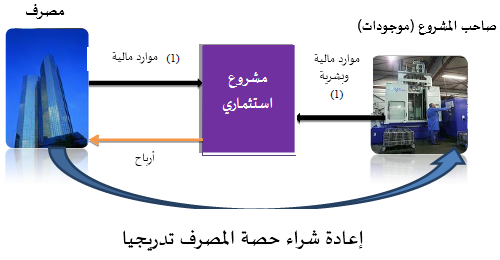 مصرف
صاحب المشروع (موجودات)
(1) موارد مالية
موارد مالية
وبشرية
(1)
مشروع
استثماري
أرباح
إعادة شراء حصة المصرف تدريجيا